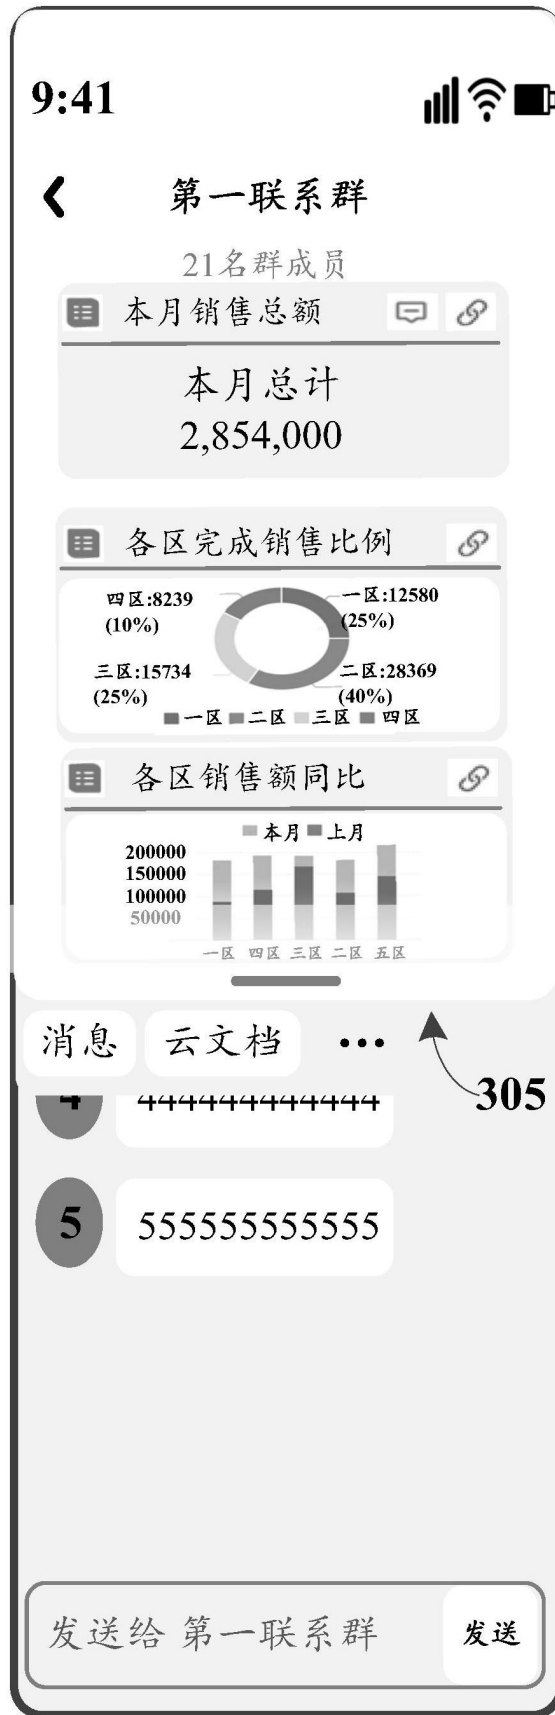 9:41
第一联系群
21名群成员
本月销售总额
本月总计
2,854,000
各区完成销售比例
四区:8239
(10%)
一区:12580
(25%)
三区:15734
(25%)
二区:28369
(40%)
一区 二区 三区 四区
各区销售额同比
本月 上月
200000
150000
100000
50000
一区 四区 三区 二区 五区
消息 云文档 •••
305
4 444444444444
5 555555555555
发送给 第一联系群 发送